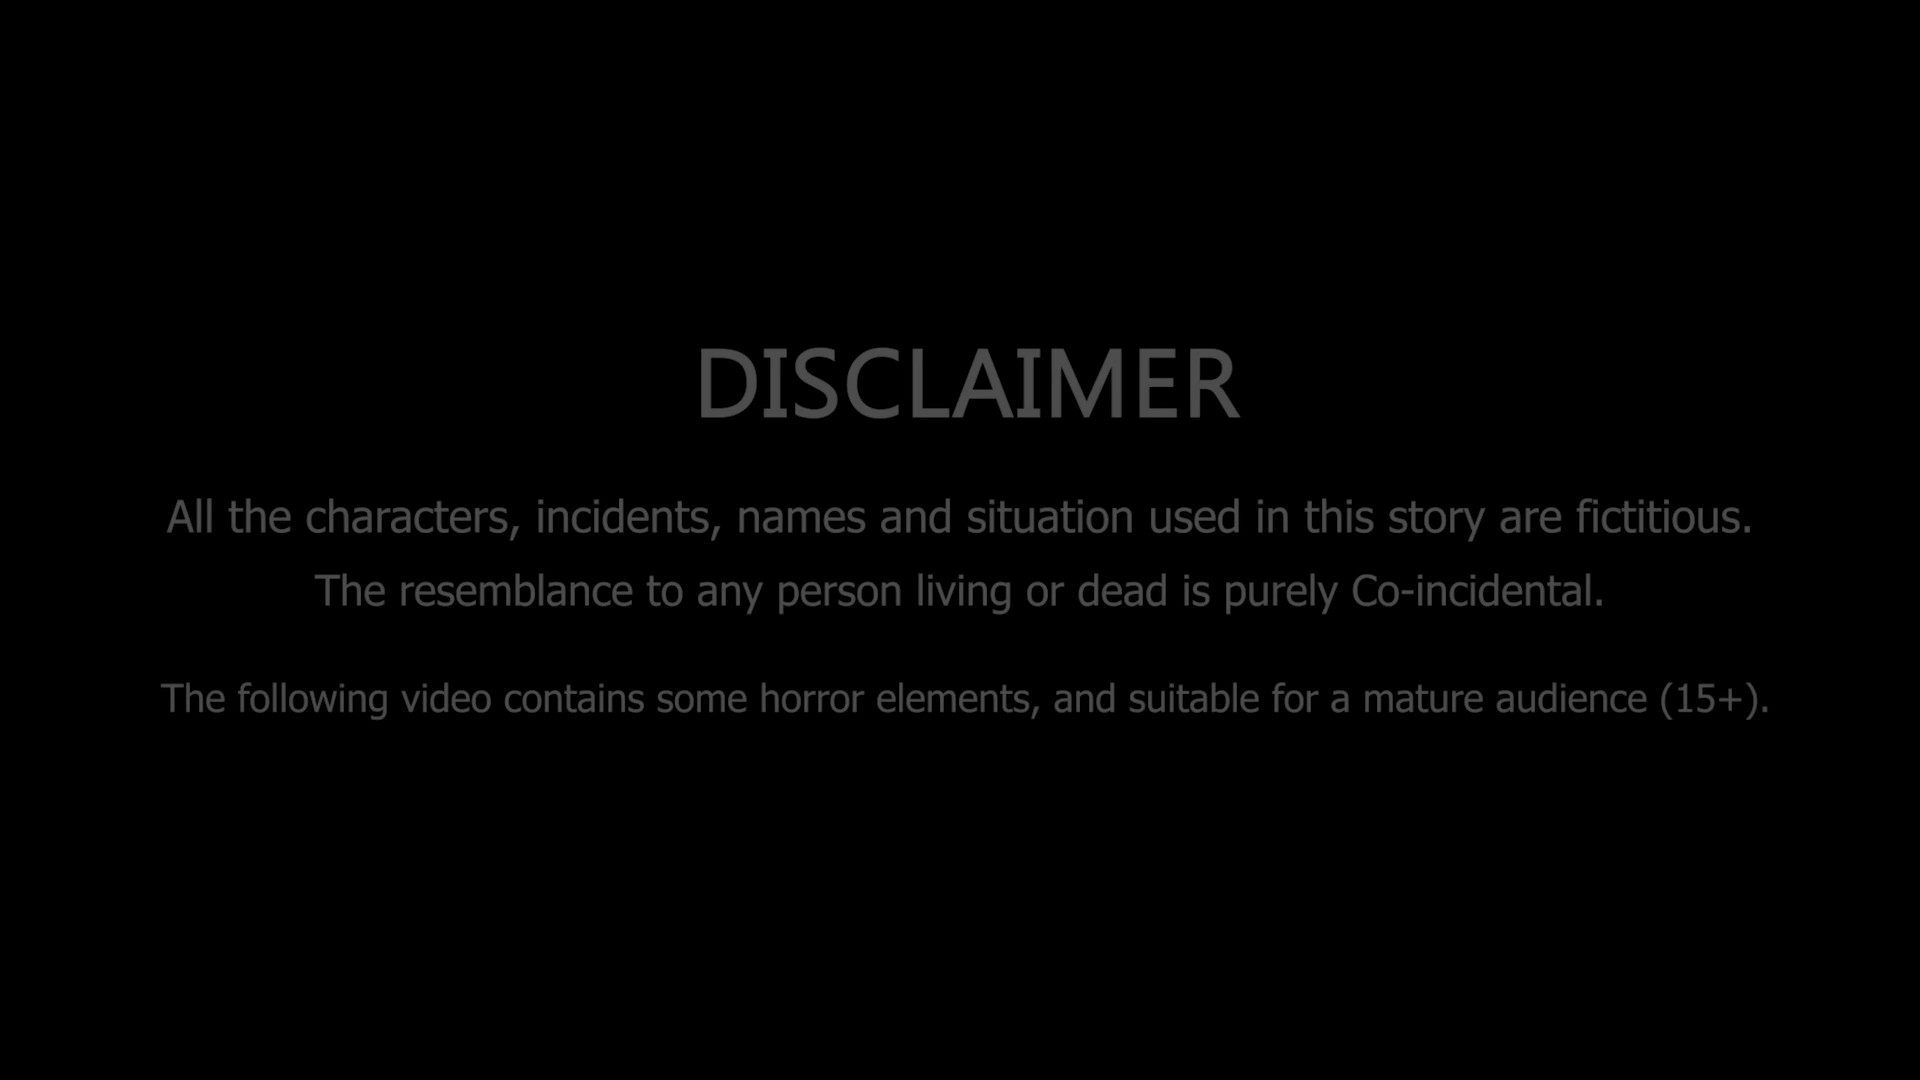 DISCLAIMER
All the characters, incidents, names and situation used in this story are fictitious.
The resemblance to any person living or dead is purely Co-incidental.
The following video contains some horror elements, and suitable for a mature audience (15+).